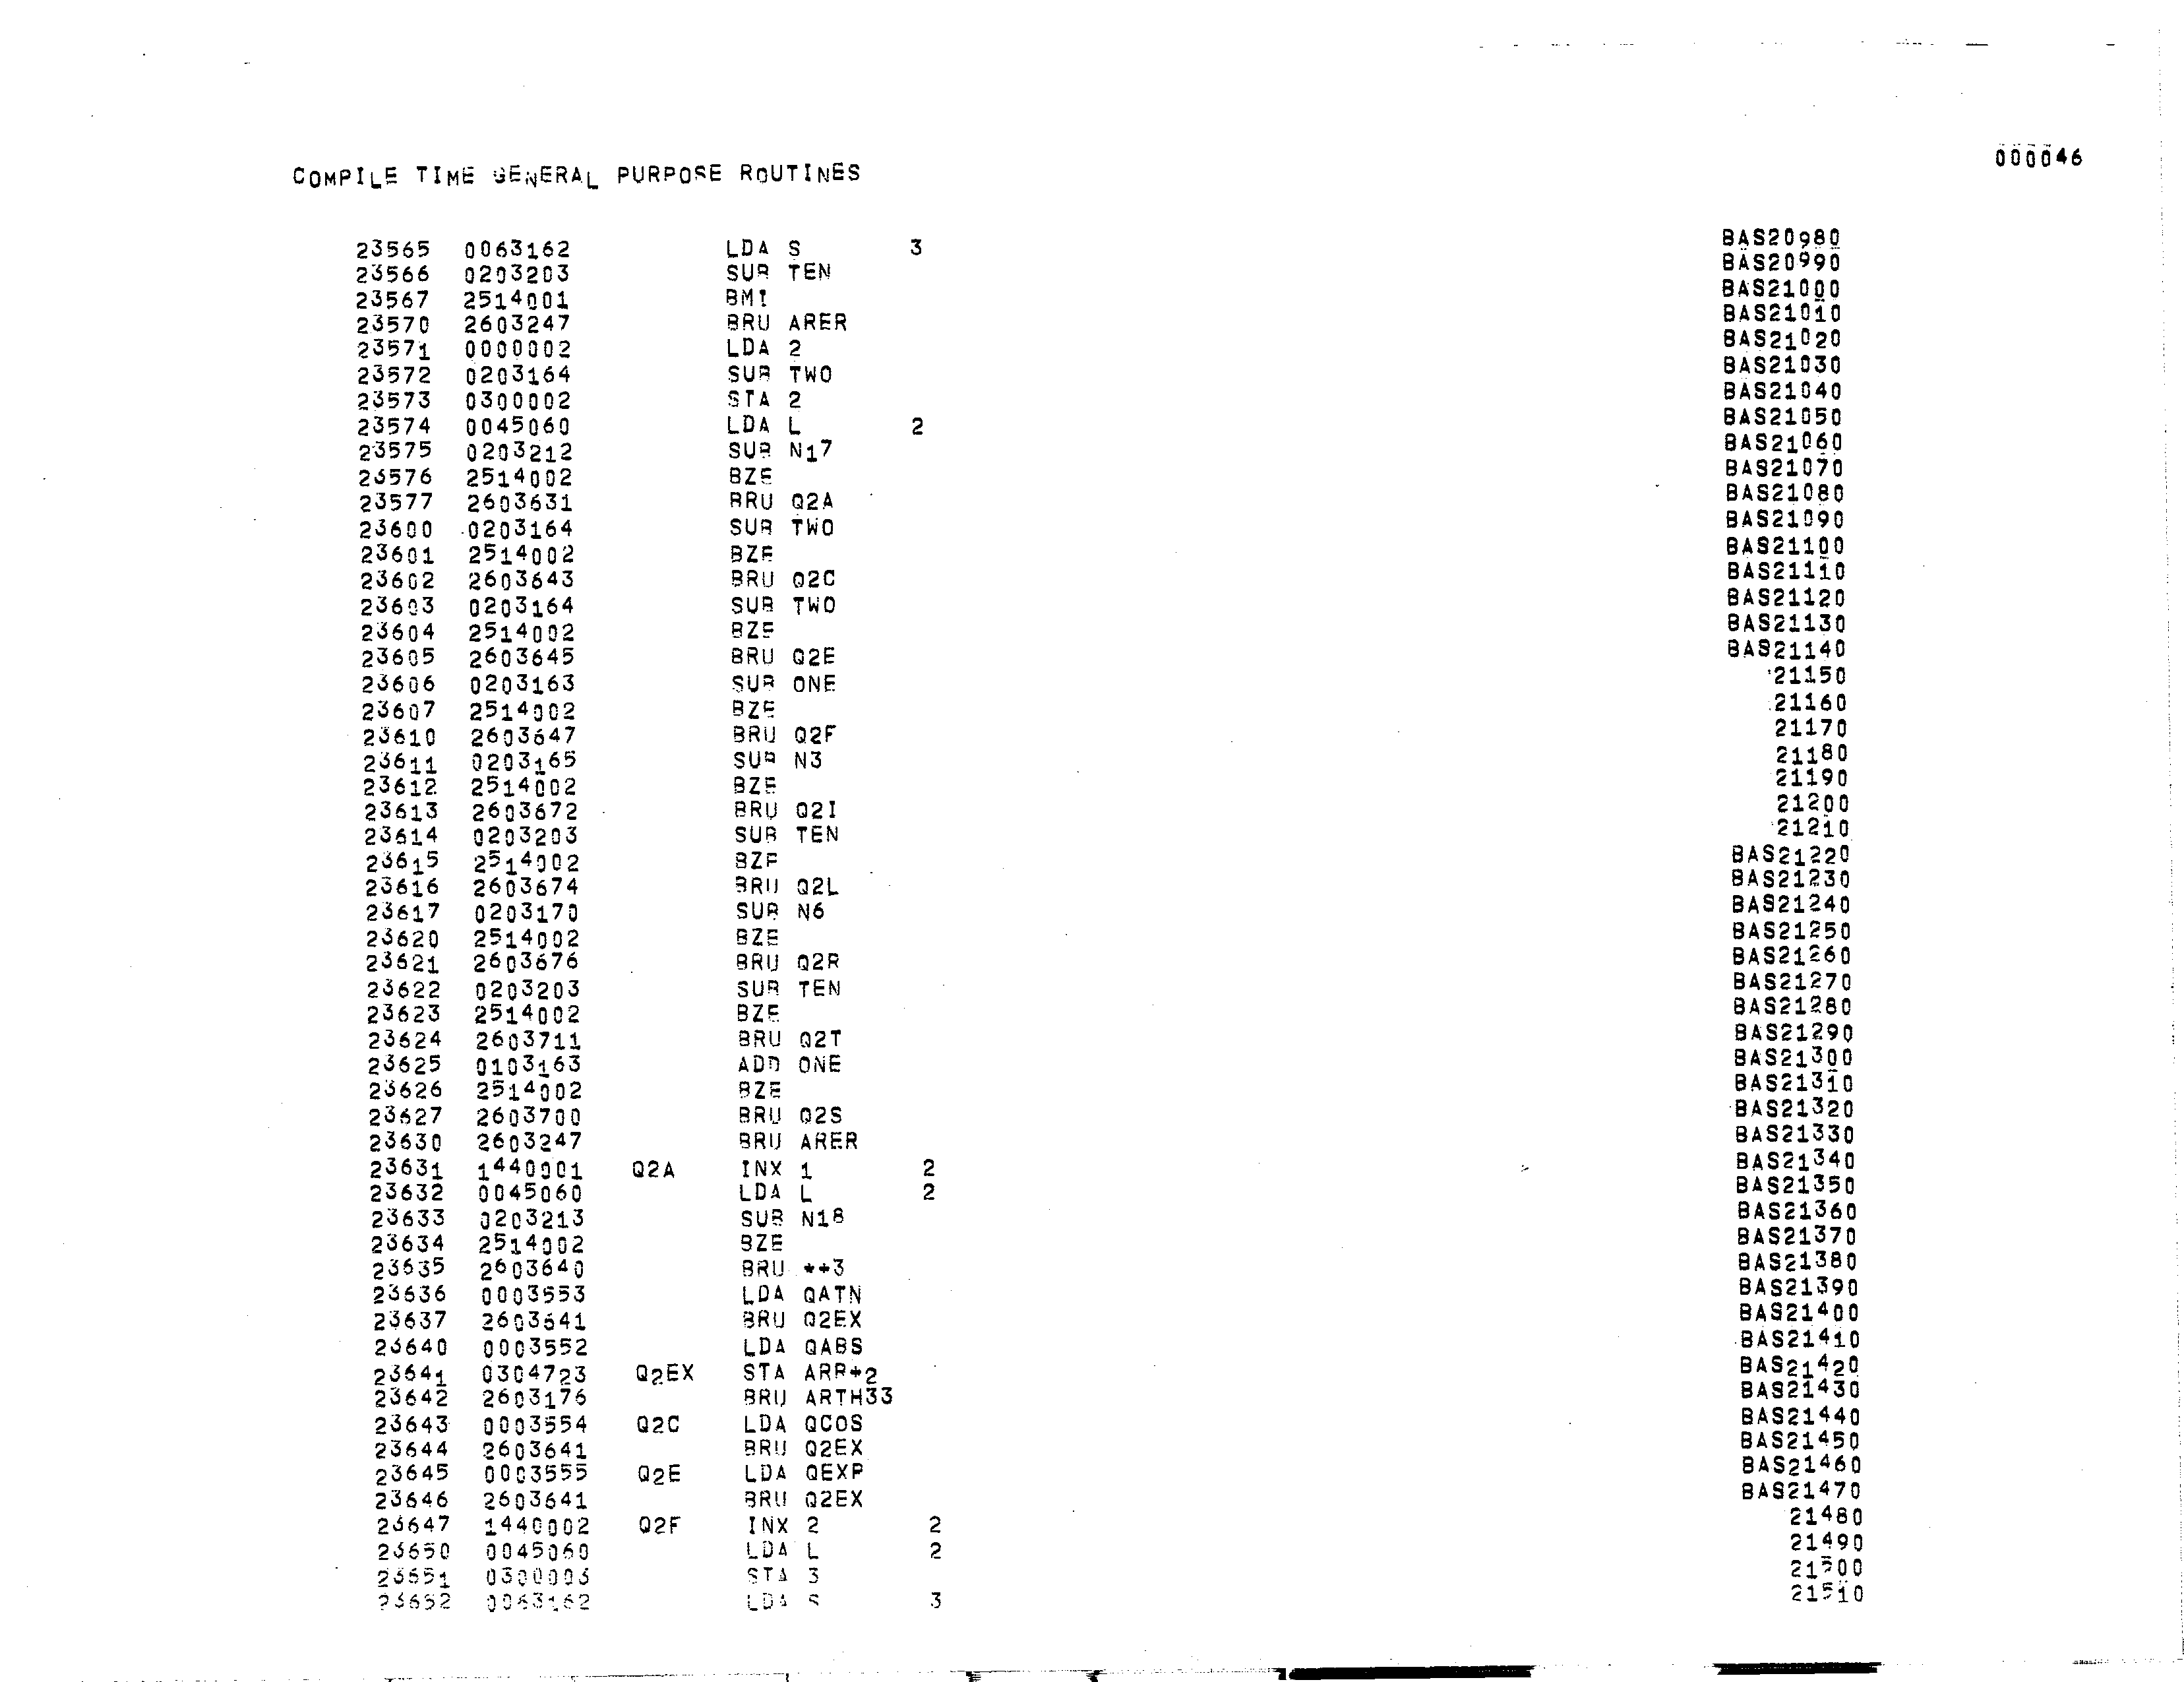 000046
COMPILE TIME GENERAL PURPOSE ROUTINES
23565 0063162 LDA S 3 BAS20980
23566 0203203 SUB TEN BAS20990
23567 2514001 BMI BAS21000
23570 2603247 BRU ARER BAS21010
23571 0000002 LDA 2 BAS21020
23572 0203164 SUB TWO BAS21030
23573 0300002 STA 2 BAS21040
23574 0045060 LDA L 2 BAS21050
23575 0203212 SUB N17 BAS21060
23576 2514002 BZE BAS21070
23577 2603631 BRU Q2A BAS21080
23600 0203164 SUB TWO BAS21090
23601 2514002 BZE BAS21100
23602 2603643 BRU Q2C BAS21110
23603 0203164 SUB TWO BAS21120
23604 2514002 BZE BAS21130
23605 2603645 BRU Q2E BAS21140
23606 0203163 SUB ONE 21150
23607 2514002 BZE 21160
23610 2603647 BRU Q2F 21170
23611 0203165 SUB N3 21180
23612 2514002 BZE 21190
23613 2603672 BRU Q2I 21200
23614 0203203 SUB TEN 21210
23615 2514002 BZE BAS21220
23616 2603674 BRU Q2L BAS21230
23617 0203170 SUB N6 BAS21240
23620 2514002 BZE BAS21250
23621 2603676 BRU Q2R BAS21260
23622 0203203 SUB TEN BAS21270
23623 2514002 BZE BAS21280
23624 2603711 BRU Q2T BAS21290
23625 0103163 ADD ONE BAS21300
23626 2514002 BZE BAS21310
23627 2603700 BRU Q2S BAS21320
23630 2603247 BRU ARER BAS21330
23631 1440001 Q2A INX 1 2 BAS21340
23632 0045060 LDA L 2 BAS21350
23633 0203213 SUB N18 BAS21360
23634 2514002 BZE BAS21370
23635 2603640 BRU *+3 BAS21380
23636 0003553 LDA QATN BAS21390
23637 2603641 BRU Q2EX BAS21400
23640 0003552 LDA QABS BAS21410
23641 0304723 Q2EX STA ARR+2 BAS21420
23642 2603176 BRU ARTH33 BAS21430
23643 0003554 Q2C LDA QCOS BAS21440
23644 2603641 BRU Q2EX BAS21450
23645 0003555 Q2E LDA QEXP BAS21460
23646 2603641 BRU Q2EX BAS21470
23647 1440002 Q2F INX 2 2 21480
23650 0045060 LDA L 2 21490
23651 0300003 STA 3 21500
23652 0063162 LDA S 3 21510